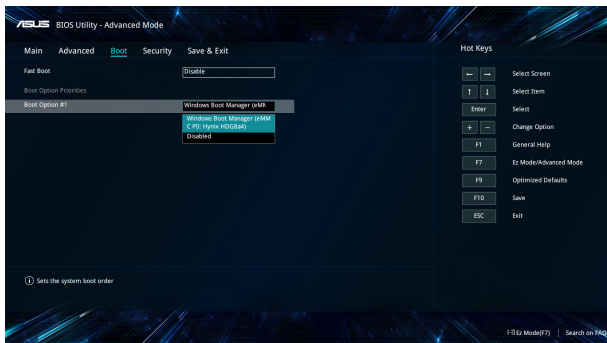 ASUS BIOS Utility - Advanced Mode
Main Advanced Boot Security Save & Exit
Hot Keys
Fast Boot Disable
Boot Option Priorities
Boot Option #1 Windows Boot Manager (eMM
Windows Boot Manager (eMM
C P0: Hynix HDG8a4)
Disabled
← → Select Screen
↑ ↓ Select Item
Enter Select
+ − Change Option
F1 General Help
F7 Ez Mode/Advanced Mode
F9 Optimized Defaults
F10 Save
ESC Exit
Sets the system boot order
Ez Mode(F7) | Search on FAQ